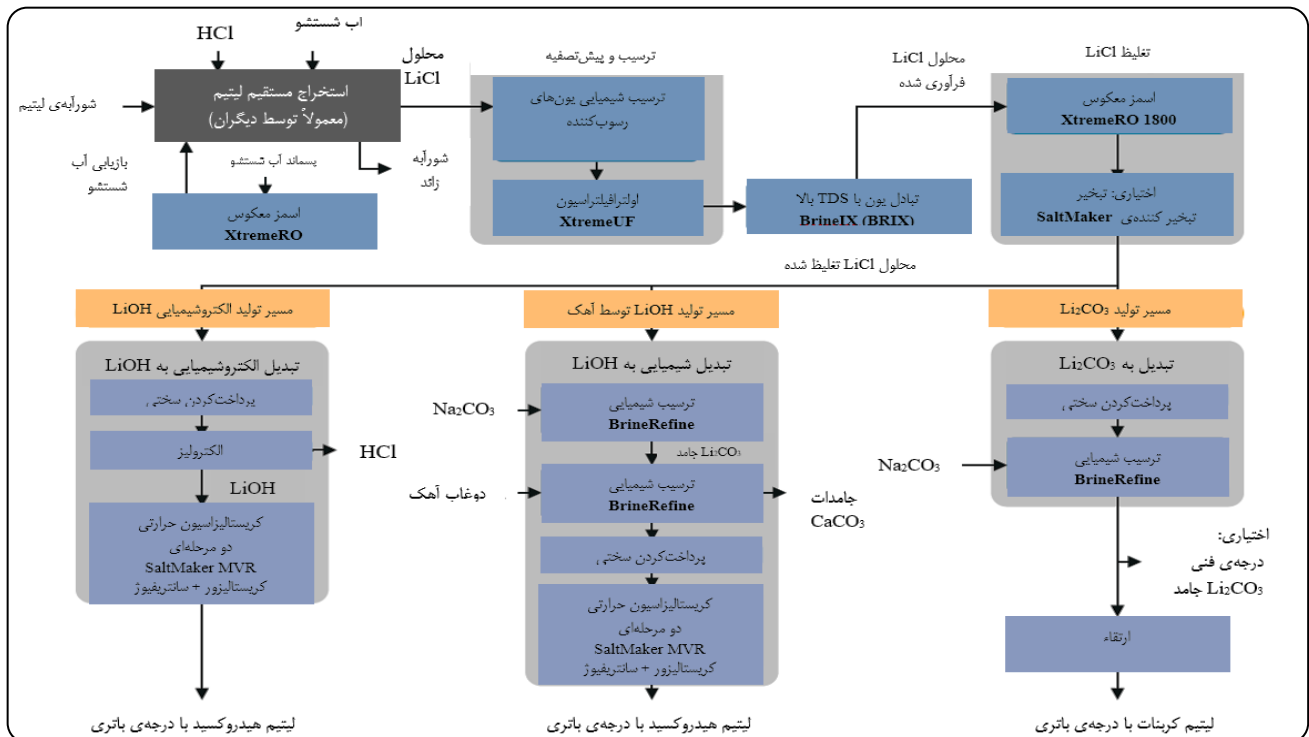 HCl
آب شستشو
شورآبه‌ی لیتیم
استخراج مستقیم لیتیم
(معمولاً توسط دیگران)
محلول
LiCl
بازیابی آب
شستشو
پسماند آب شستشو
شورآبه
زائد
اسمز معکوس
XtremeRO
ترسیب و پیش‌تصفیه
ترسیب شیمیایی یون‌های
رسوب‌کننده
اولترافیلتراسیون
XtremeUF
تبادل یون با TDS بالا
BrineIX (BRIX)
محلول LiCl
فرآوری شده
تغلیظ LiCl
اسمز معکوس
XtremeRO 1800
اختیاری: تبخیر
تبخیر کننده‌ی SaltMaker
محلول LiCl تغلیظ شده
مسیر تولید Li₂CO₃
تبدیل به Li₂CO₃
پرداخت‌کردن سختی
Na₂CO₃
ترسیب شیمیایی
BrineRefine
اختیاری:
درجه‌ی فنی
Li₂CO₃ جامد
ارتقاء
لیتیم کربنات با درجه‌ی باتری
مسیر تولید LiOH توسط آهک
تبدیل شیمیایی به LiOH
Na₂CO₃
ترسیب شیمیایی
BrineRefine
Li₂CO₃ جامد
دوغاب آهک
ترسیب شیمیایی
BrineRefine
جامدات
CaCO₃
پرداخت‌کردن سختی
کریستالیزاسیون حرارتی
دو مرحله‌ای
SaltMaker MVR
کریستالیزور + سانتریفیوژ
لیتیم هیدروکسید با درجه‌ی باتری
مسیر تولید الکتروشیمیایی LiOH
تبدیل الکتروشیمیایی به LiOH
پرداخت‌کردن سختی
الکترولیز
HCl
LiOH
کریستالیزاسیون حرارتی
دو مرحله‌ای
SaltMaker MVR
کریستالیزور + سانتریفیوژ
لیتیم هیدروکسید با درجه‌ی باتری